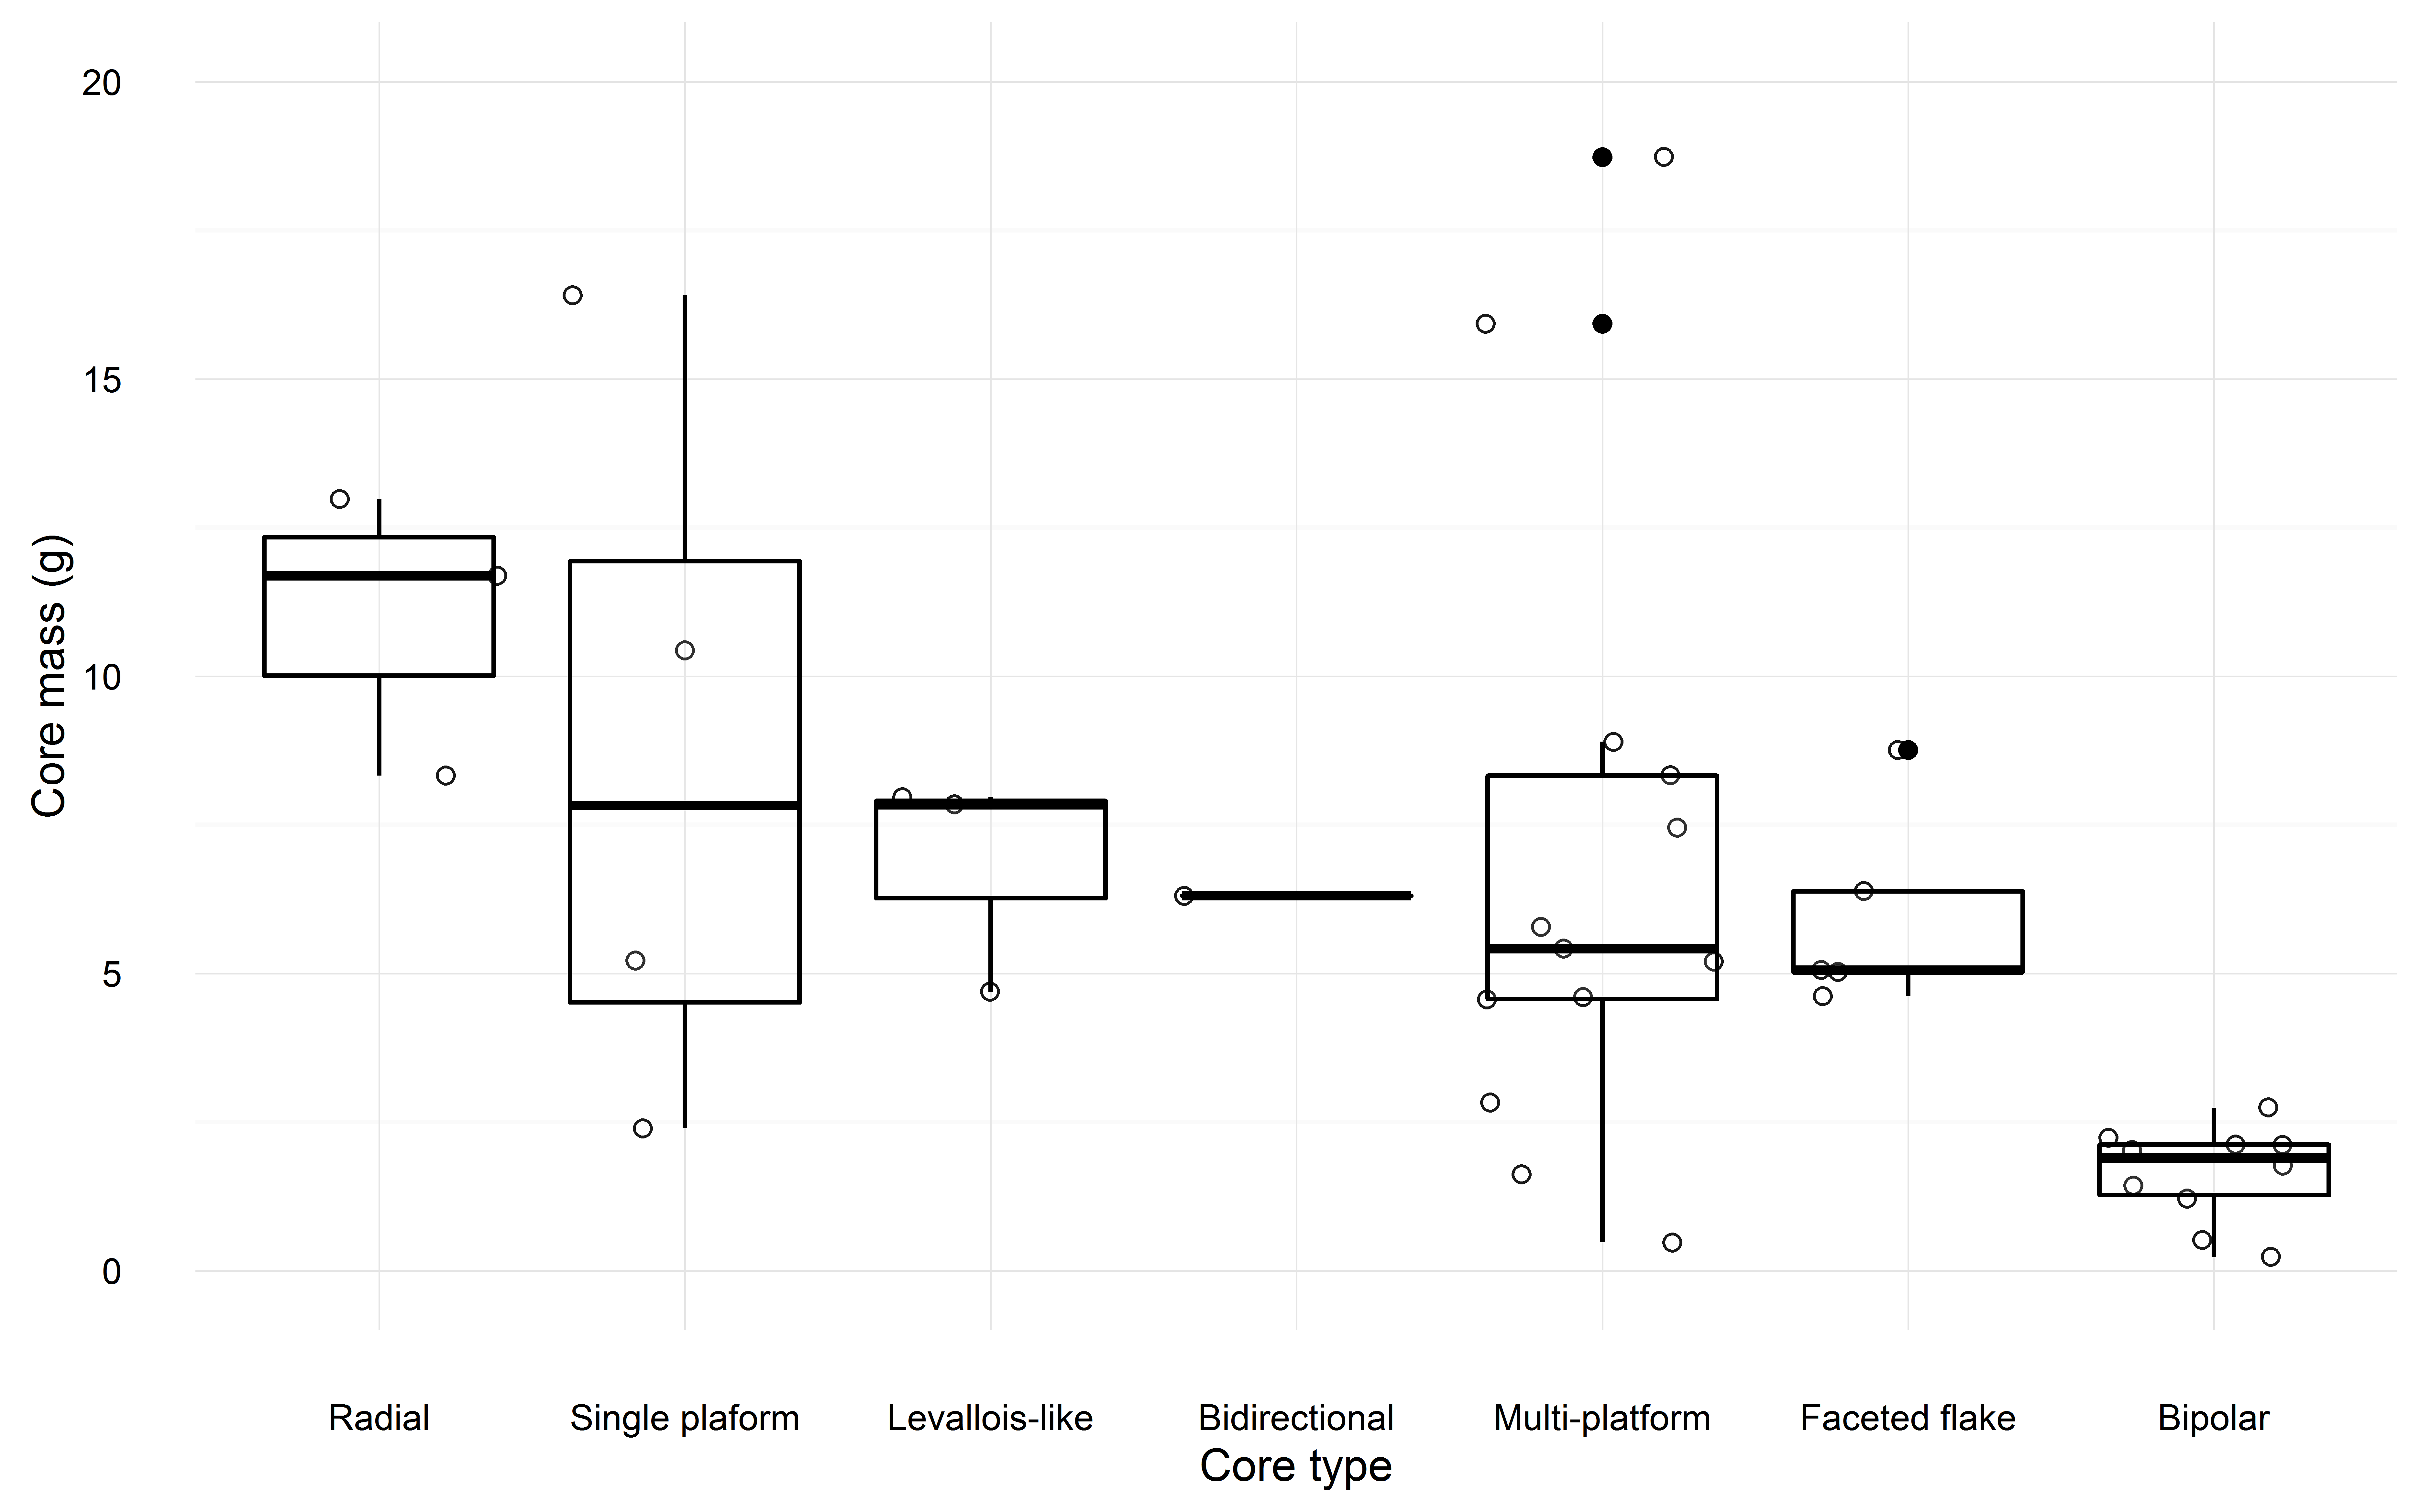 Core mass (g)
20
15
10
5
0
Radial Single plaform Levallois-like Bidirectional Multi-platform Faceted flake Bipolar
Core type